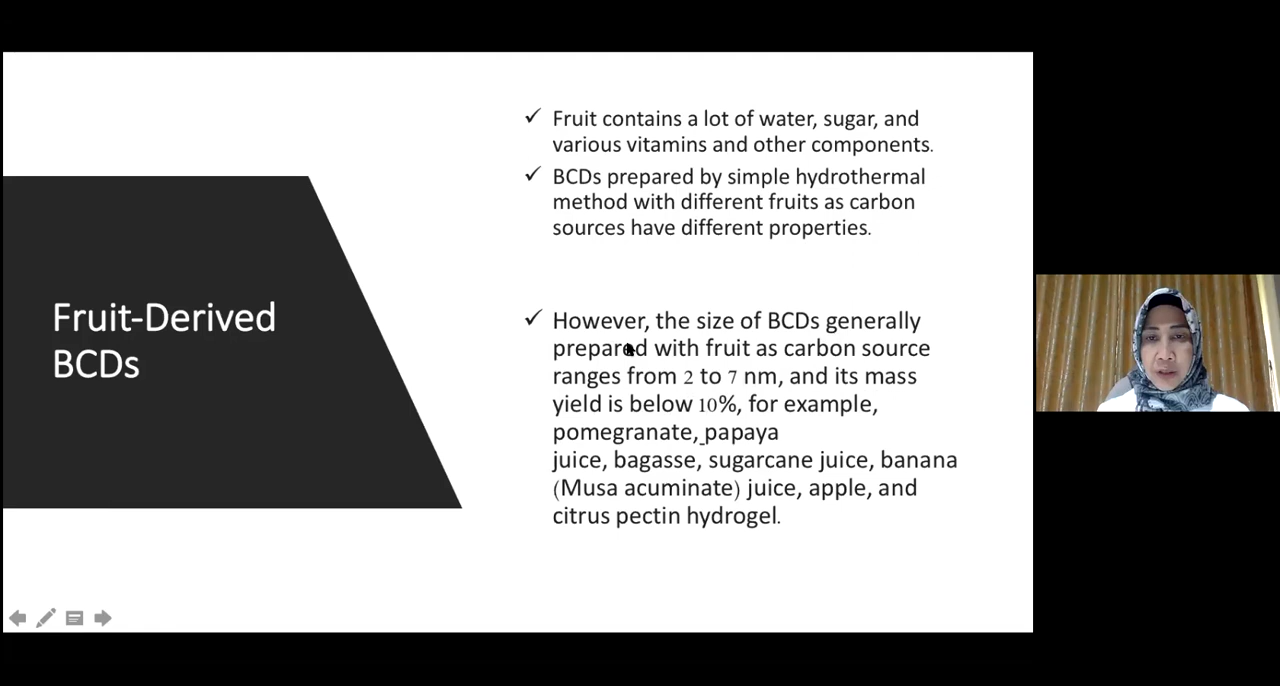 Fruit-Derived
BCDs
Fruit contains a lot of water, sugar, and
various vitamins and other components.
BCDs prepared by simple hydrothermal
method with different fruits as carbon
sources have different properties.
However, the size of BCDs generally
prepared with fruit as carbon source
ranges from 2 to 7 nm, and its mass
yield is below 10%, for example,
pomegranate, papaya
juice, bagasse, sugarcane juice, banana
(Musa acuminate) juice, apple, and
citrus pectin hydrogel.